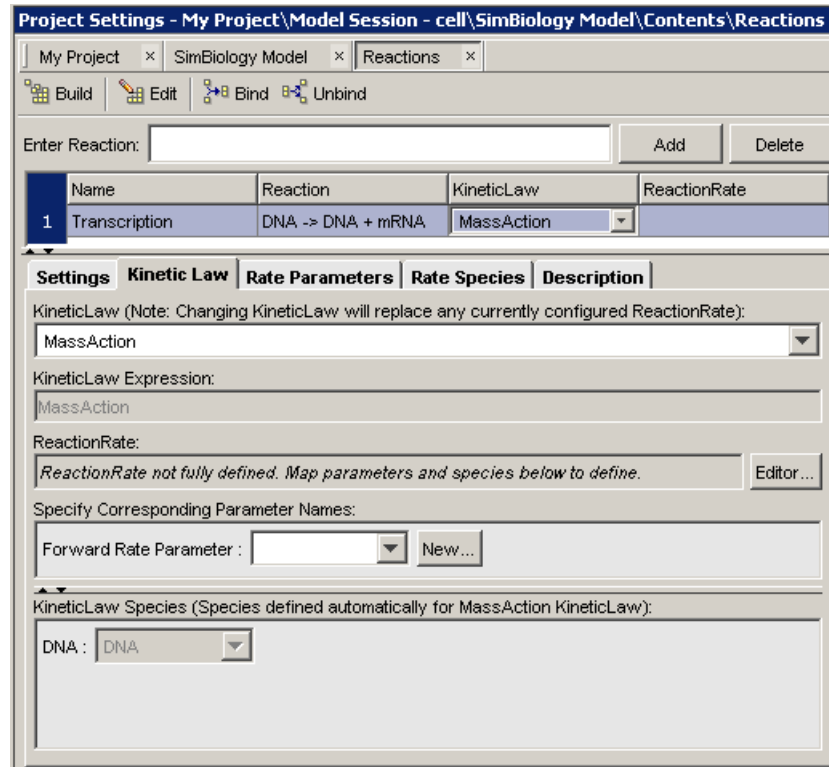 Project Settings - My Project\Model Session - cell\SimBiology Model\Contents\Reactions
My Project × SimBiology Model × Reactions ×
Build Edit Bind Unbind
Enter Reaction: Add Delete
Name Reaction KineticLaw ReactionRate
1 Transcription DNA -> DNA + mRNA MassAction
Settings Kinetic Law Rate Parameters Rate Species Description
KineticLaw (Note: Changing KineticLaw will replace any currently configured ReactionRate):
MassAction
KineticLaw Expression:
MassAction
ReactionRate:
ReactionRate not fully defined. Map parameters and species below to define. Editor...
Specify Corresponding Parameter Names:
Forward Rate Parameter : New...
KineticLaw Species (Species defined automatically for MassAction KineticLaw):
DNA : DNA